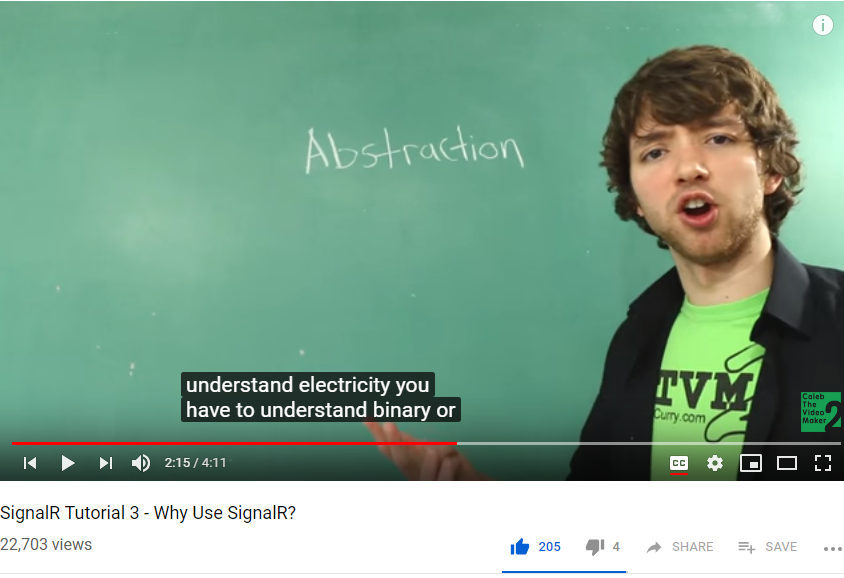 Abstraction
TVM
Curry.com
2
Caleb
The
Video
Maker
2
understand electricity you
have to understand binary or
2:15 / 4:11
CC
SignalR Tutorial 3 - Why Use SignalR?
22,703 views
205
4
SHARE
SAVE